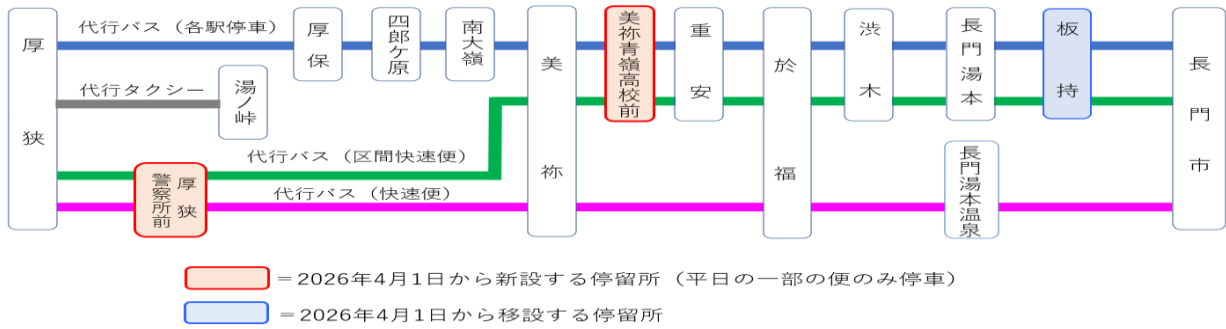 代行バス（各駅停車）
厚狭
厚保
四郎ケ原
南大嶺
美祢
美祢青嶺高校前
重安
於福
渋木
長門湯本
板持
長門市
代行タクシー
湯ノ峠
代行バス（区間快速便）
厚狭
警察所前
代行バス（快速便）
長門湯本温泉
＝2026年4月1日から新設する停留所（平日の一部の便のみ停車）
＝2026年4月1日から移設する停留所